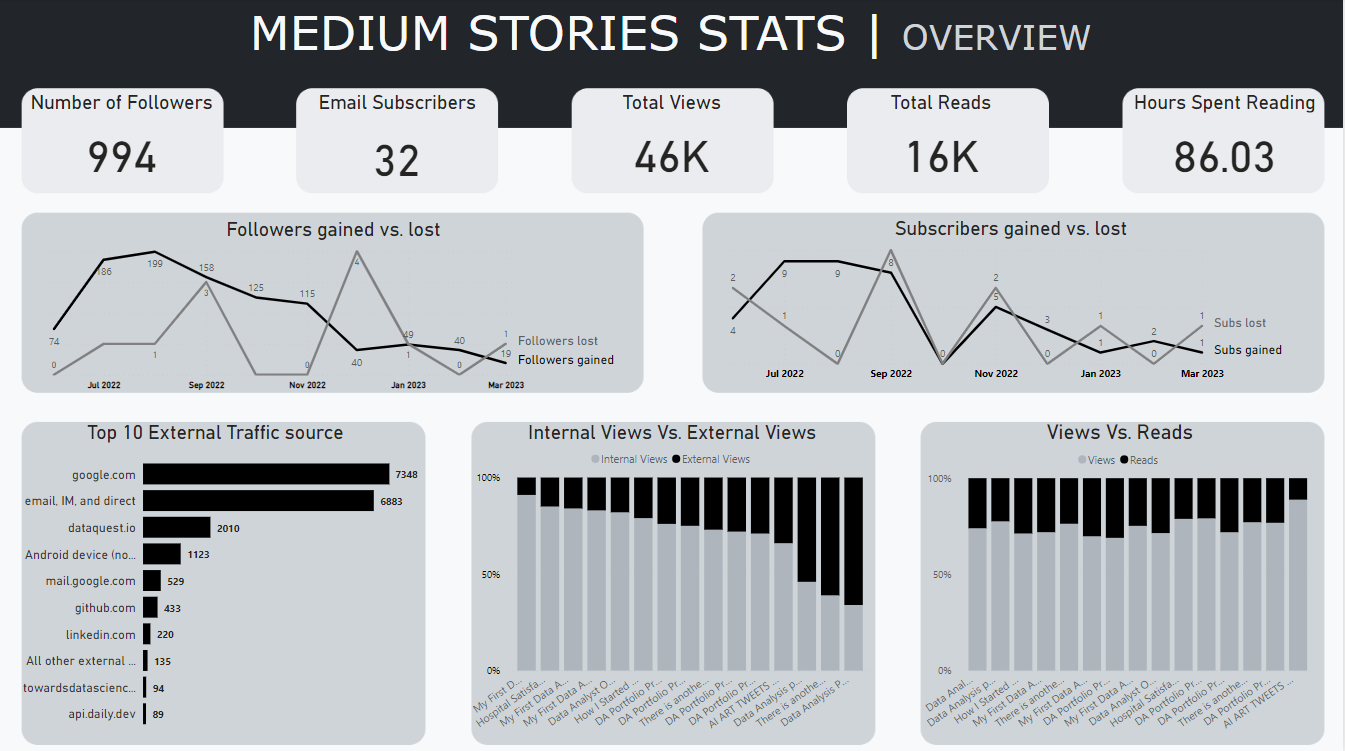 MEDIUM STORIES STATS | OVERVIEW
Number of Followers
994
Email Subscribers
32
Total Views
46K
Total Reads
16K
Hours Spent Reading
86.03
Followers gained vs. lost
74
186
199
158
125
115
40
49
40
19
0
1
3
0
4
1
0
1
Followers lost
Followers gained
Jul 2022
Sep 2022
Nov 2022
Jan 2023
Mar 2023
Subscribers gained vs. lost
2
4
9
1
9
0
8
0
2
5
3
0
1
1
2
0
1
1
Subs lost
Subs gained
Jul 2022
Sep 2022
Nov 2022
Jan 2023
Mar 2023
Top 10 External Traffic source
google.com 7348
email, IM, and direct 6883
dataquest.io 2010
Android device (no... 1123
mail.google.com 529
github.com 433
linkedin.com 220
All other external ... 135
towardsdatascienc... 94
api.daily.dev 89
Internal Views Vs. External Views
Internal Views External Views
100%
50%
0%
My First D...
Hospital Satisfa...
My First Data A...
My First Data A...
Data Analyst O...
How I Started ...
DA Portfolio Pr...
DA Portfolio Pr...
There is anothe...
DA Portfolio Pr...
DA Portfolio Pr...
AI ART TWEETS ...
Data Analysis p...
There is anothe...
Data Analysis P...
Views Vs. Reads
Views Reads
100%
50%
0%
Data Anal...
Data Analysis p...
How I Started ...
My First Data A...
There is anothe...
My First Data A...
My First Data A...
Data Analyst O...
Hospital Satisfa...
DA Portfolio Pr...
DA Portfolio Pr...
There is anothe...
DA Portfolio Pr...
AI ART TWEETS ...